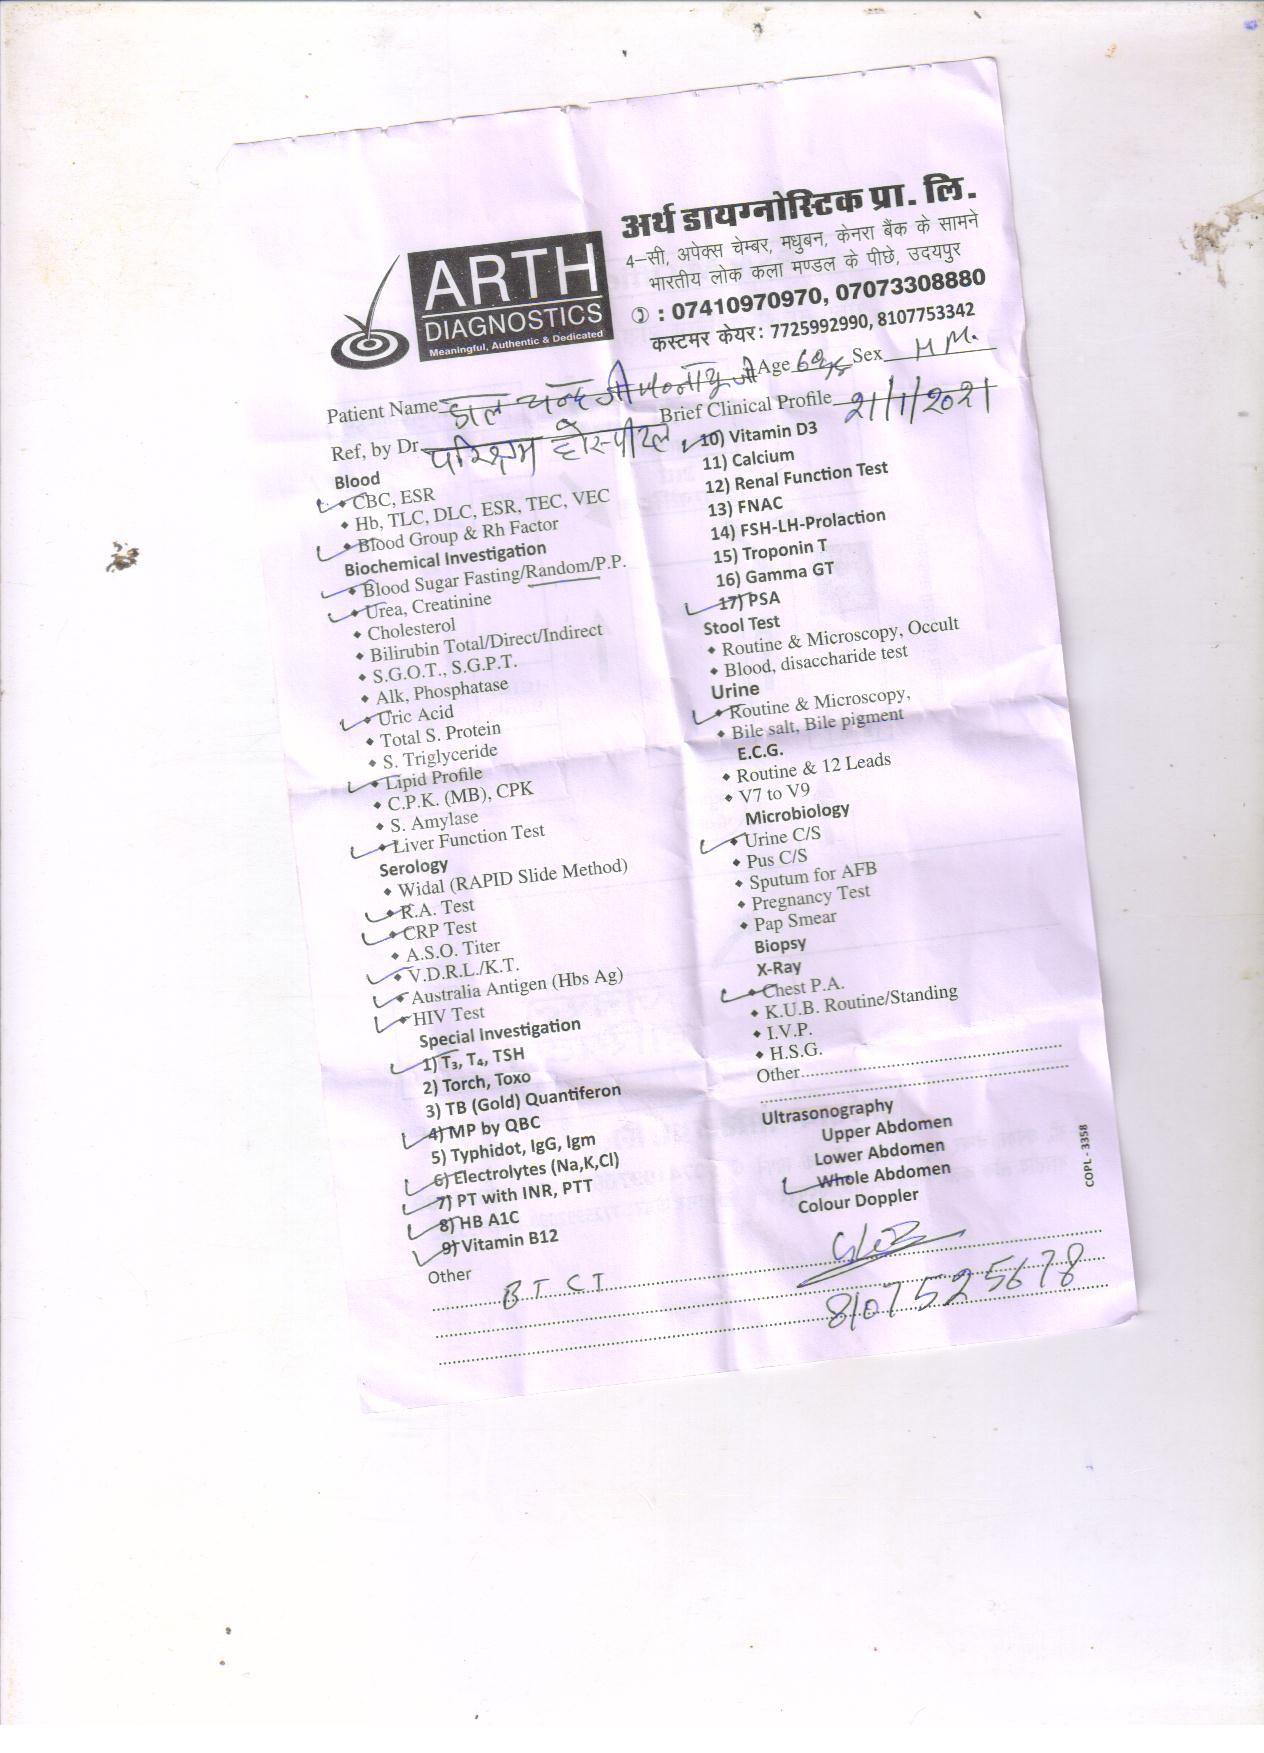 अर्थ डायग्नोस्टिक प्रा. लि.
4-सी, अपेक्स चेम्बर, मधुबन, केनरा बैंक के सामने
भारतीय लोक कला मण्डल के पीछे, उदयपुर
: 07410970970, 07073308880
कस्टमर केयर: 7725992990, 8107753342
ARTH
DIAGNOSTICS
Meaningful, Authentic & Dedicated
Patient Name Age Sex M.
Ref, by Dr. Brief Clinical Profile 21/1/2021
Blood
CBC, ESR
Hb, TLC, DLC, ESR, TEC, VEC
Blood Group & Rh Factor
Biochemical Investigation
Blood Sugar Fasting/Random/P.P.
Urea, Creatinine
Cholesterol
Bilirubin Total/Direct/Indirect
S.G.O.T., S.G.P.T.
Alk, Phosphatase
Uric Acid
Total S. Protein
S. Triglyceride
Lipid Profile
C.P.K. (MB), CPK
S. Amylase
Liver Function Test
Serology
Widal (RAPID Slide Method)
R.A. Test
CRP Test
A.S.O. Titer
V.D.R.L./K.T.
Australia Antigen (Hbs Ag)
HIV Test
Special Investigation
1) T₃, T₄, TSH
2) Torch, Toxo
3) TB (Gold) Quantiferon
4) MP by QBC
5) Typhidot, IgG, Igm
6) Electrolytes (Na,K,Cl)
7) PT with INR, PTT
8) HB A1C
9) Vitamin B12
Other
B T C T
10) Vitamin D3
11) Calcium
12) Renal Function Test
13) FNAC
14) FSH-LH-Prolaction
15) Troponin T
16) Gamma GT
17) PSA
Stool Test
Routine & Microscopy, Occult
Blood, disaccharide test
Urine
Routine & Microscopy,
Bile salt, Bile pigment
E.C.G.
Routine & 12 Leads
V7 to V9
Microbiology
Urine C/S
Pus C/S
Sputum for AFB
Pregnancy Test
Pap Smear
Biopsy
X-Ray
Chest P.A.
K.U.B. Routine/Standing
I.V.P.
H.S.G.
Other
Ultrasonography
Upper Abdomen
Lower Abdomen
Whole Abdomen
Colour Doppler
8107525678
COPL - 3358